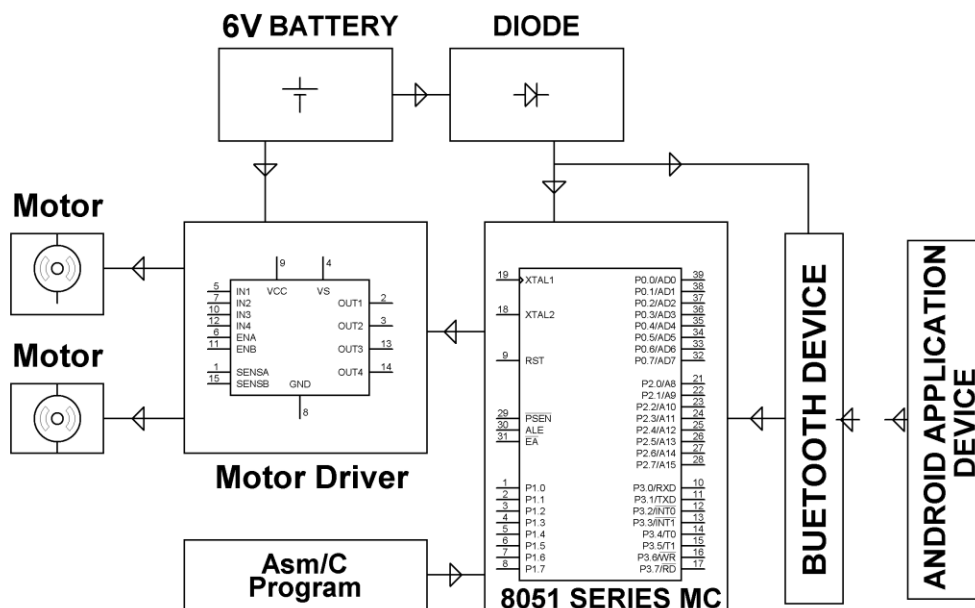 6V BATTERY
DIODE
Motor
Motor
9
4
VCC
VS
5 IN1
7 IN2
10 IN3
12 IN4
6 ENA
11 ENB
1 SENSA
15 SENSB
OUT1 2
OUT2 3
OUT3 13
OUT4 14
GND
8
Motor Driver
Asm/C
Program
19 XTAL1
18 XTAL2
9 RST
29 PSEN
30 ALE
31 EA
1 P1.0
2 P1.1
3 P1.2
4 P1.3
5 P1.4
6 P1.5
7 P1.6
8 P1.7
P0.0/AD0 39
P0.1/AD1 38
P0.2/AD2 37
P0.3/AD3 36
P0.4/AD4 35
P0.5/AD5 34
P0.6/AD6 33
P0.7/AD7 32
P2.0/A8 21
P2.1/A9 22
P2.2/A10 23
P2.3/A11 24
P2.4/A12 25
P2.5/A13 26
P2.6/A14 27
P2.7/A15 28
P3.0/RXD 10
P3.1/TXD 11
P3.2/INT0 12
P3.3/INT1 13
P3.4/T0 14
P3.5/T1 15
P3.6/WR 16
P3.7/RD 17
8051 SERIES MC
BUETOOTH DEVICE
ANDROID APPLICATION
DEVICE